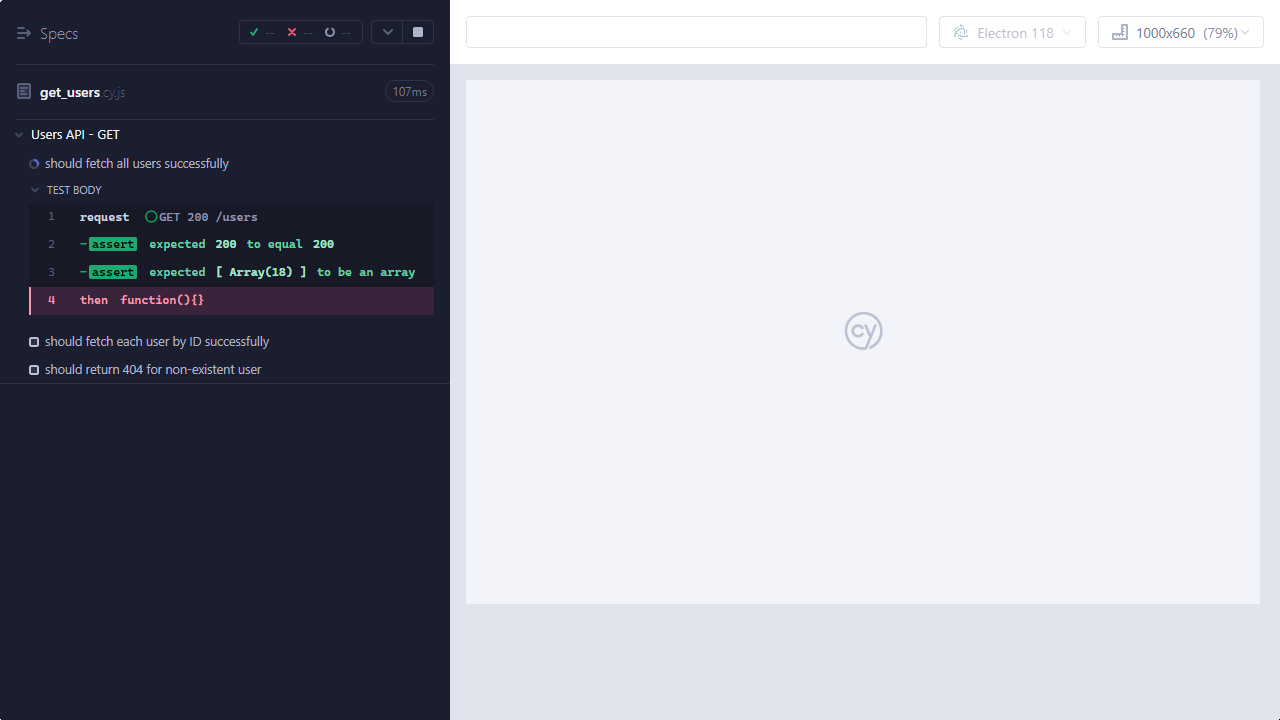 Specs
-- -- --
get_users.cy.js 107ms
Users API - GET
should fetch all users successfully
TEST BODY
1 request GET 200 /users
2 -assert expected 200 to equal 200
3 -assert expected [ Array(18) ] to be an array
4 then function(){}
should fetch each user by ID successfully
should return 404 for non-existent user
Electron 118
1000x660 (79%)
cy